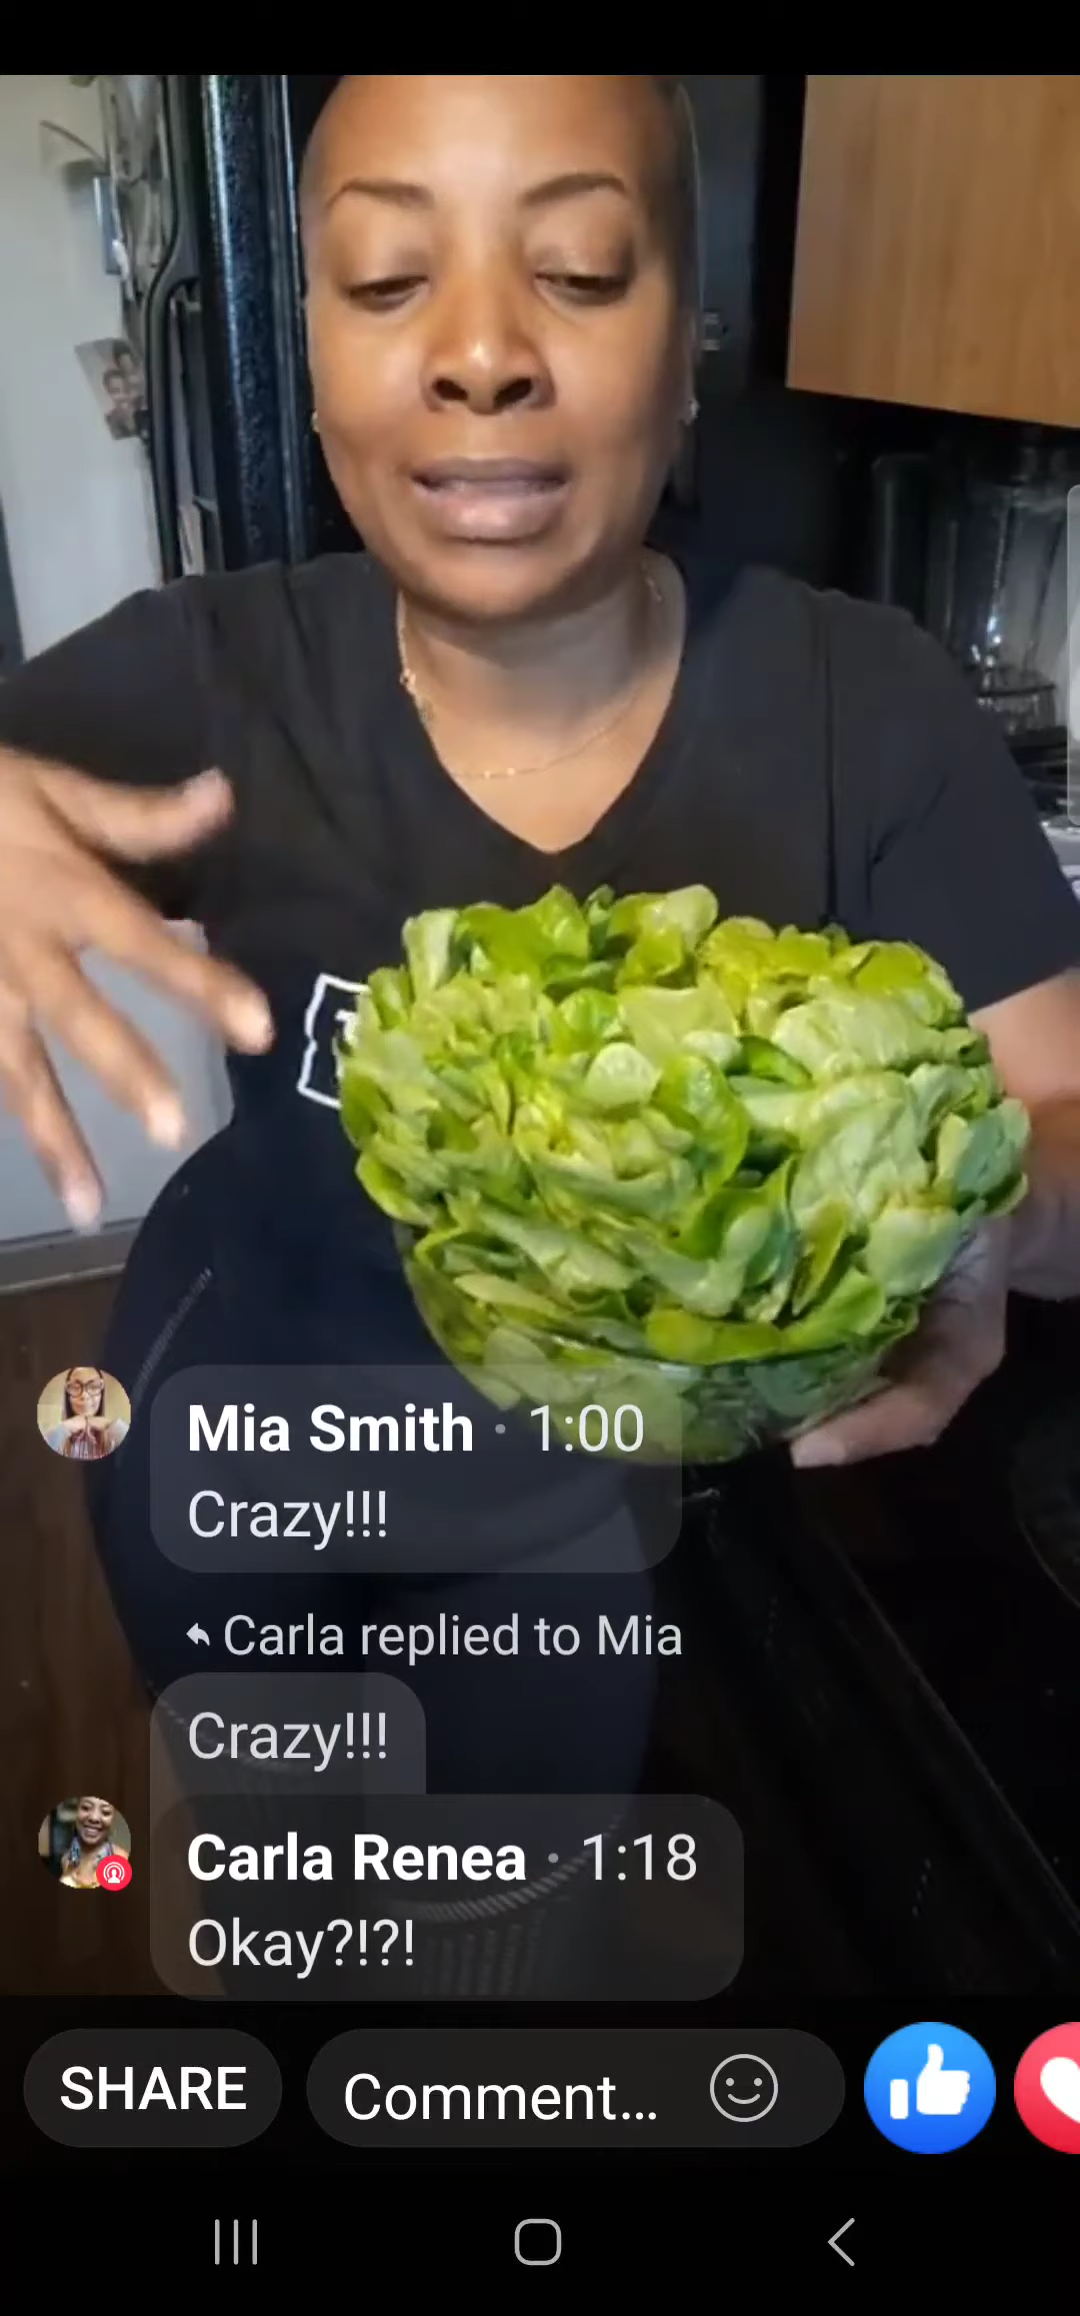 Mia Smith · 1:00
Crazy!!!
Carla replied to Mia
Crazy!!!
Carla Renea · 1:18
Okay?!?!
SHARE
Comment...